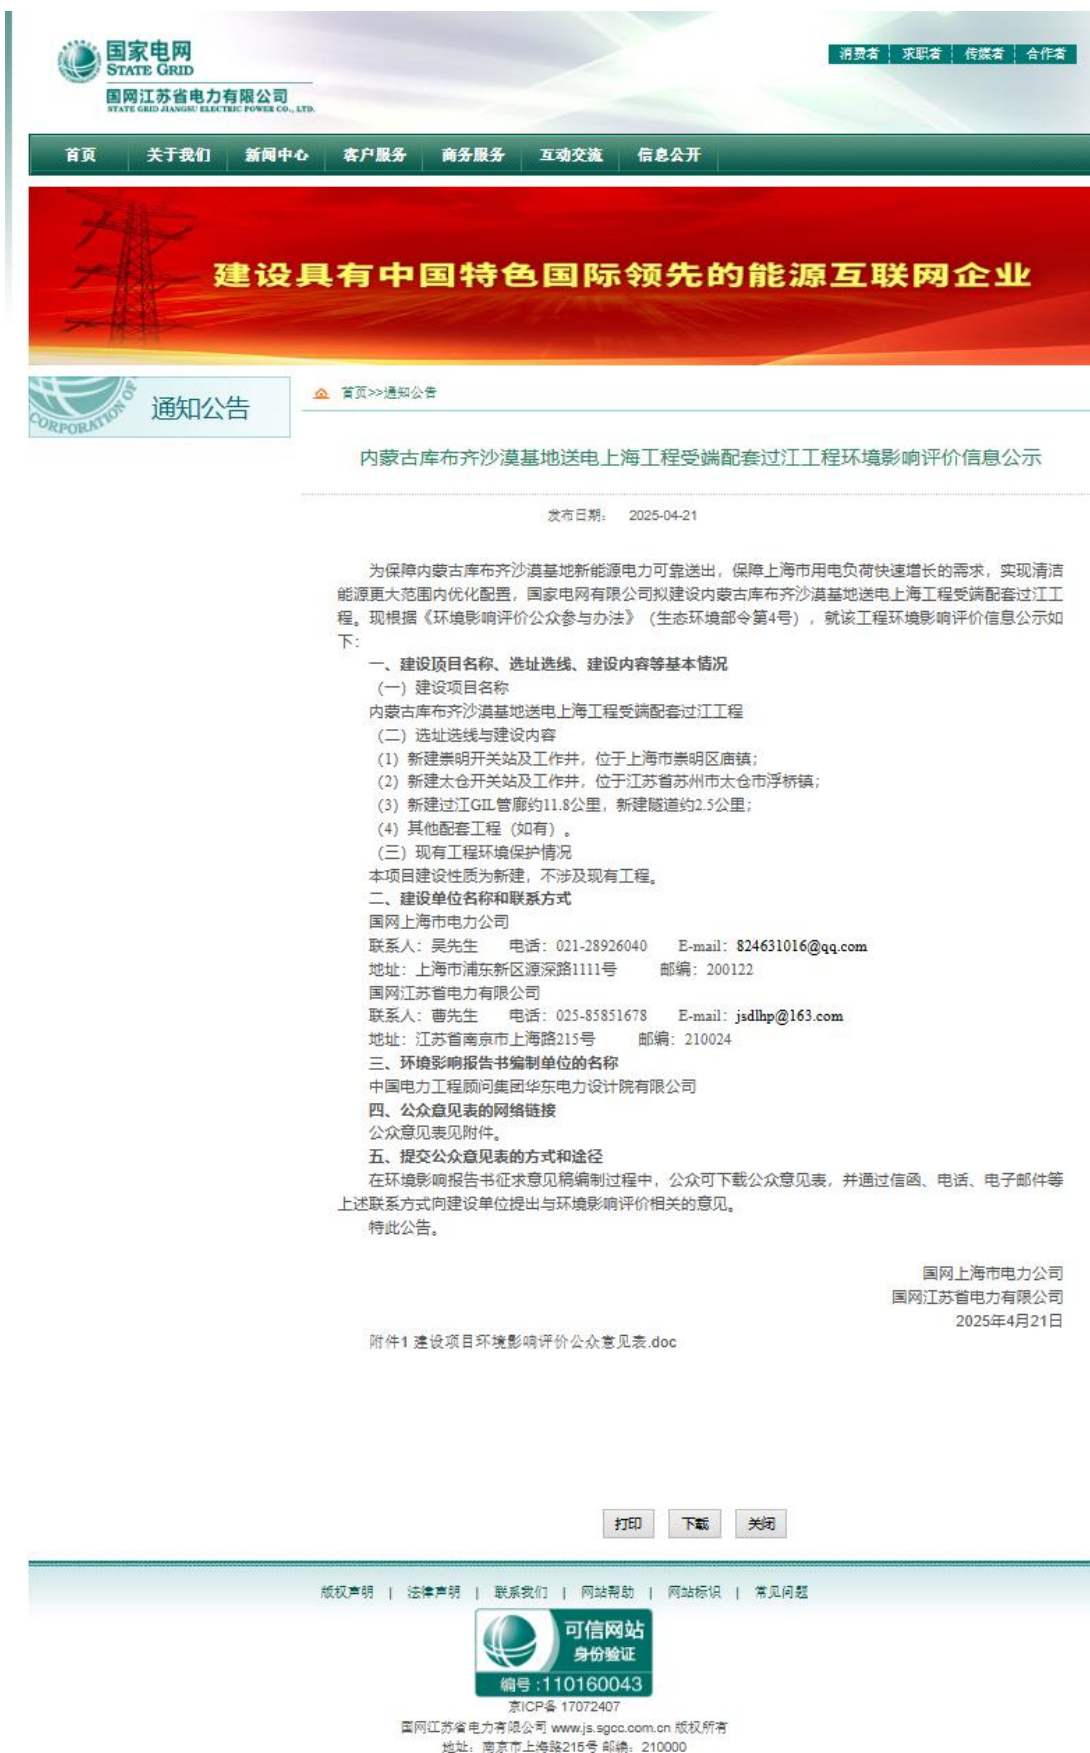 国家电网
STATE GRID
国网江苏省电力有限公司
STATE GRID JIANGSU ELECTRIC POWER CO., LTD.
消费者 求职者 传媒者 合作者
首页 关于我们 新闻中心 客户服务 商务服务 互动交流 信息公开
建设具有中国特色国际领先的能源互联网企业
CORPORATION OF
通知公告
首页>>通知公告
内蒙古库布齐沙漠基地送电上海工程受端配套过江工程环境影响评价信息公示
发布日期： 2025-04-21
为保障内蒙古库布齐沙漠基地新能源电力可靠送出，保障上海市用电负荷快速增长的需求，实现清洁
能源更大范围内优化配置，国家电网有限公司拟建设内蒙古库布齐沙漠基地送电上海工程受端配套过江工
程。现根据《环境影响评价公众参与办法》（生态环境部令第4号），就该工程环境影响评价信息公示如
下：
一、建设项目名称、选址选线、建设内容等基本情况
（一）建设项目名称
内蒙古库布齐沙漠基地送电上海工程受端配套过江工程
（二）选址选线与建设内容
（1）新建崇明开关站及工作井，位于上海市崇明区庙镇；
（2）新建太仓开关站及工作井，位于江苏省苏州市太仓市浮桥镇；
（3）新建过江GIL管廊约11.8公里，新建隧道约2.5公里；
（4）其他配套工程（如有）。
（三）现有工程环境保护情况
本项目建设性质为新建，不涉及现有工程。
二、建设单位名称和联系方式
国网上海市电力公司
联系人：吴先生 电话：021-28926040 E-mail：824631016@qq.com
地址：上海市浦东新区源深路1111号 邮编：200122
国网江苏省电力有限公司
联系人：曹先生 电话：025-85851678 E-mail：jsdlhp@163.com
地址：江苏省南京市上海路215号 邮编：210024
三、环境影响报告书编制单位的名称
中国电力工程顾问集团华东电力设计院有限公司
四、公众意见表的网络链接
公众意见表见附件。
五、提交公众意见表的方式和途径
在环境影响报告书征求意见稿编制过程中，公众可下载公众意见表，并通过信函、电话、电子邮件等
上述联系方式向建设单位提出与环境影响评价相关的意见。
特此公告。
国网上海市电力公司
国网江苏省电力有限公司
2025年4月21日
附件1 建设项目环境影响评价公众意见表.doc
打印 下载 关闭
版权声明 | 法律声明 | 联系我们 | 网站帮助 | 网站标识 | 常见问题
可信网站
身份验证
编号:110160043
京ICP备 17072407
国网江苏省电力有限公司 www.js.sgcc.com.cn 版权所有
地址：南京市上海路215号 邮编：210000